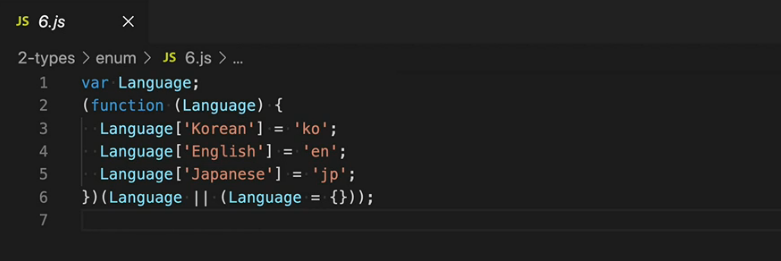 JS 6.js ×
2-types > enum > JS 6.js > ...
1 var Language;
2 (function (Language) {
3   Language['Korean'] = 'ko';
4   Language['English'] = 'en';
5   Language['Japanese'] = 'jp';
6 })(Language || (Language = {}));
7